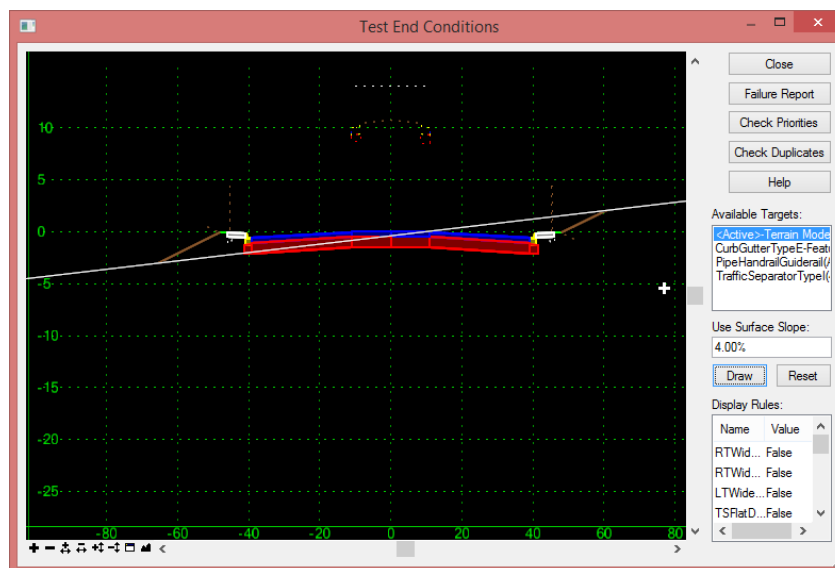 Test End Conditions
Close
Failure Report
Check Priorities
Check Duplicates
Help
Available Targets:
<Active>-Terrain Mode
CurbGutterTypeE-Featu
PipeHandrailGuiderail(A
TrafficSeparatorTypeI(-
Use Surface Slope:
4.00%
Draw Reset
Display Rules:
Name Value
RTWid... False
RTWid... False
LTWide...False
TSFlatD...False
10
5
0
-5
-10
-15
-20
-25
-80 -60 -40 -20 0 20 40 60 80